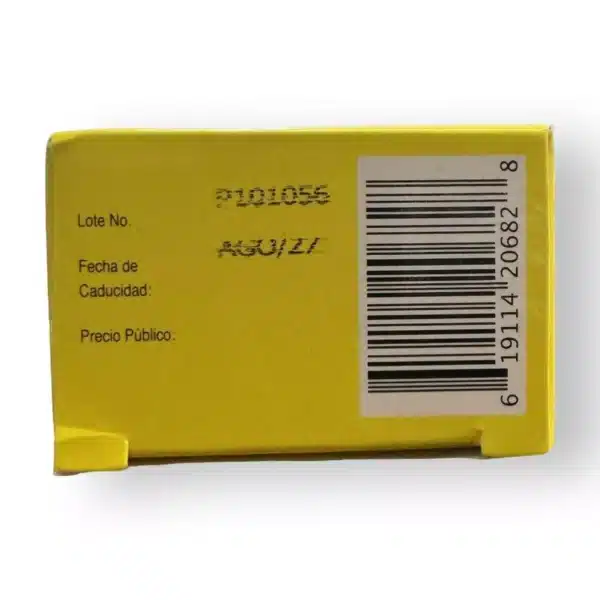 P101056
Lote No.
AGO/27
Fecha de
Caducidad:
Precio Público:
6 19114 20682 8